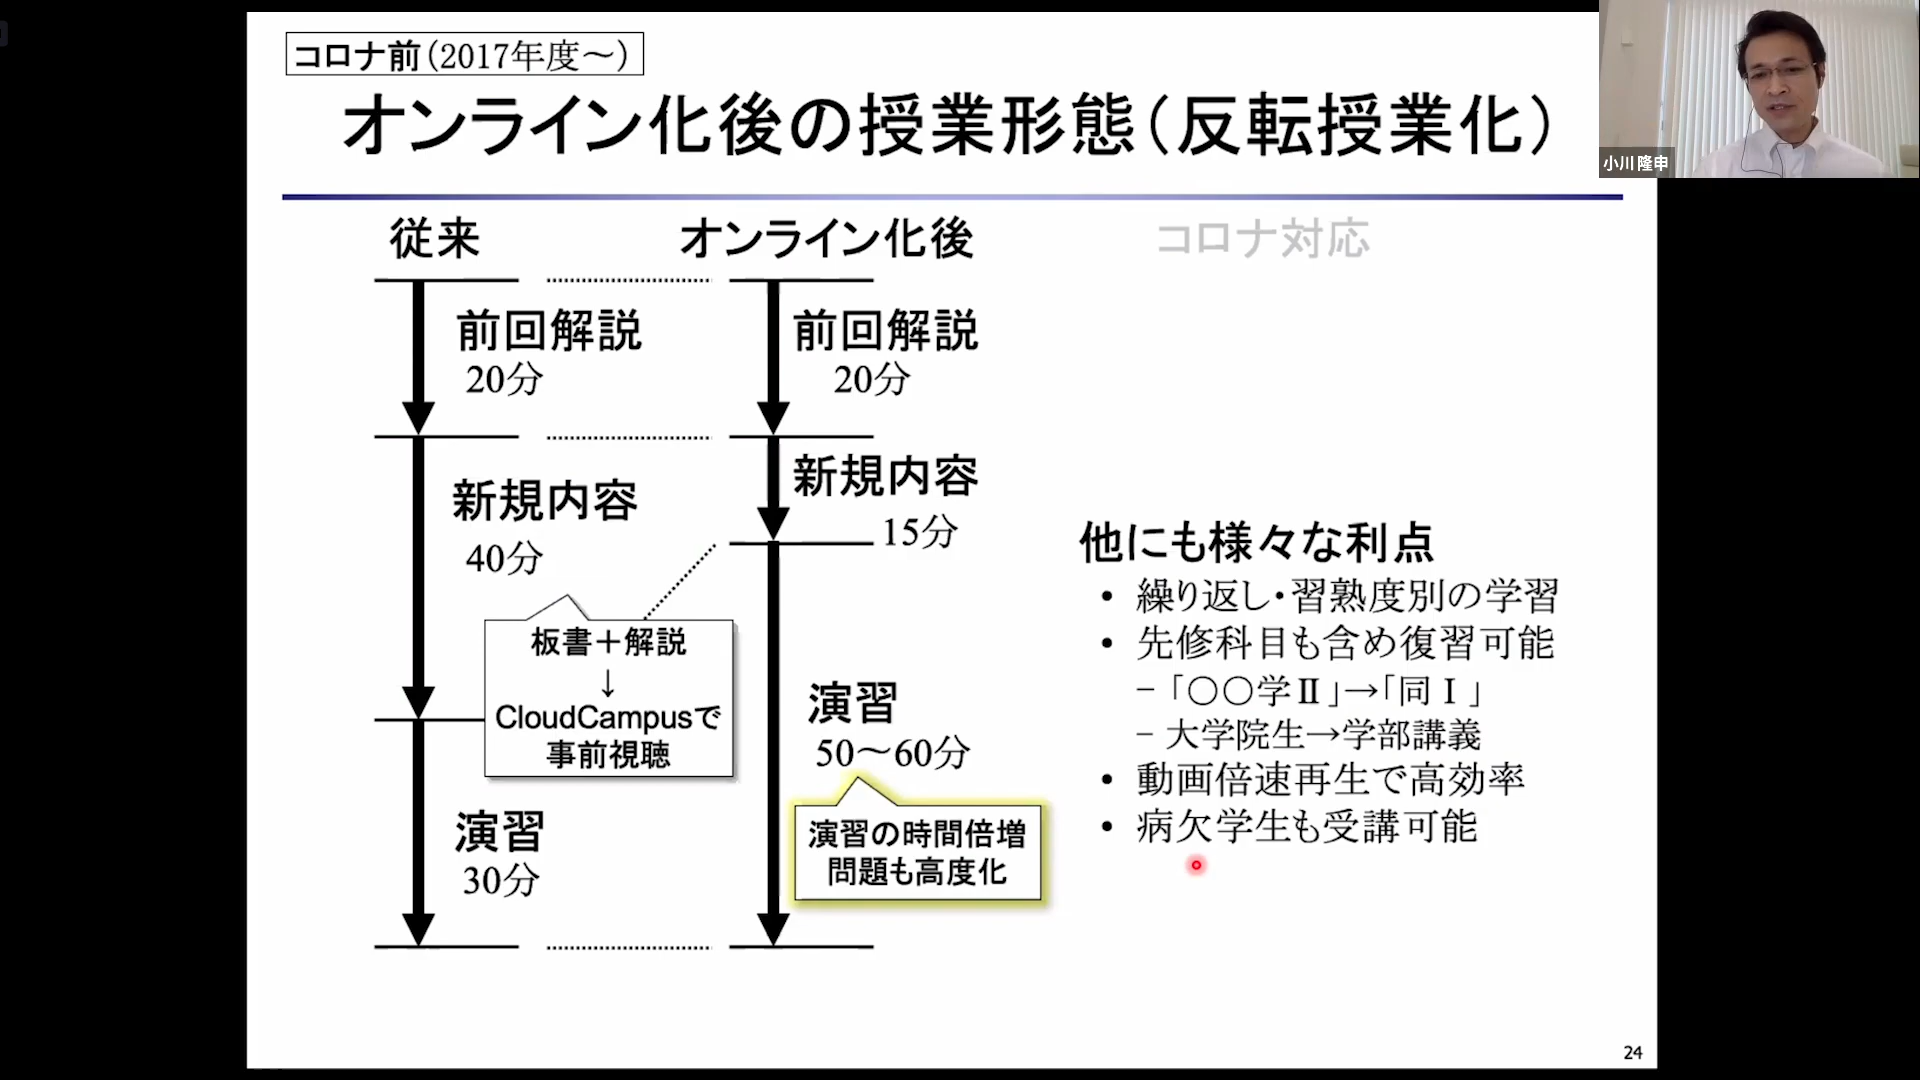 コロナ前(2017年度～)
オンライン化後の授業形態(反転授業化)
小川 隆申
従来
オンライン化後
コロナ対応
前回解説
20分
前回解説
20分
新規内容
40分
新規内容
15分
板書＋解説
↓
CloudCampusで
事前視聴
演習
30分
演習
50～60分
演習の時間倍増
問題も高度化
他にも様々な利点
• 繰り返し・習熟度別の学習
• 先修科目も含め復習可能
－「〇〇学Ⅱ」→「同Ⅰ」
－ 大学院生→学部講義
• 動画倍速再生で高効率
• 病欠学生も受講可能
24